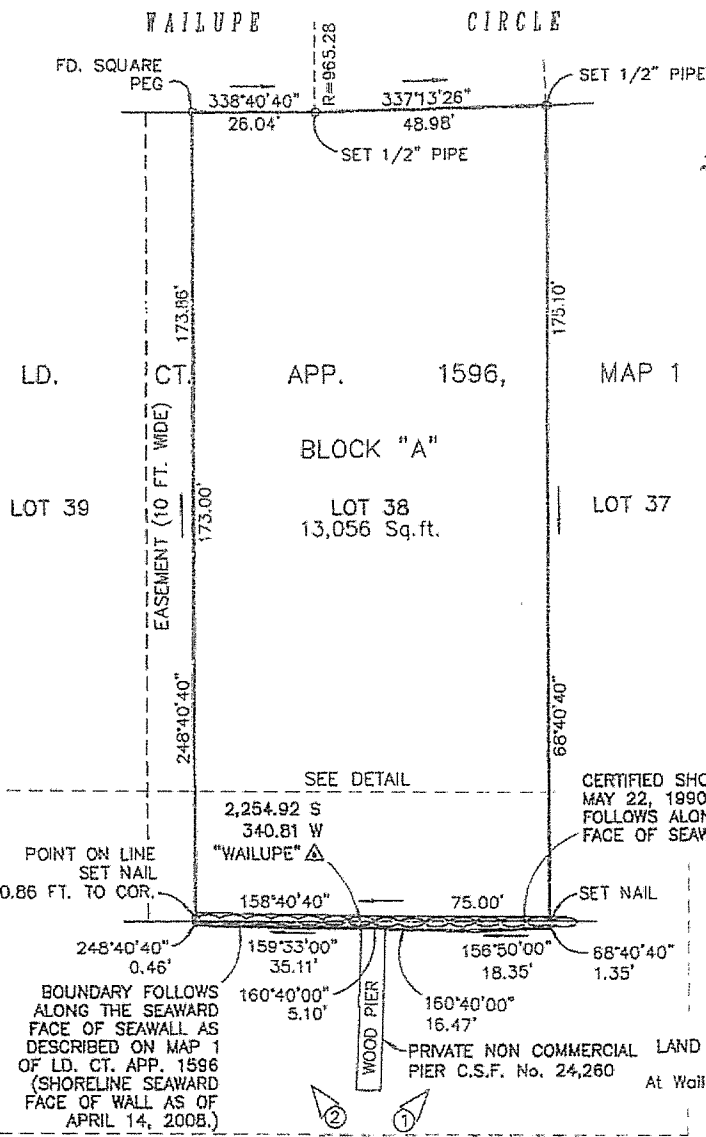 WAILUPE CIRCLE
R=965.28
FD. SQUARE
PEG
338°40'40"
26.04'
337°13'26"
48.98'
SET 1/2" PIPE
SET 1/2" PIPE
173.86'
175.10'
LD. CT. APP. 1596, MAP 1
BLOCK "A"
LOT 39
EASEMENT (10 FT. WIDE)
173.00'
LOT 38
13,056 Sq.ft.
LOT 37
248°40'40"
68°40'40"
SEE DETAIL
2,254.92 S
340.81 W
"WAILUPE"
CERTIFIED SHO
MAY 22, 1990
FOLLOWS ALON
FACE OF SEAW
POINT ON LINE
SET NAIL
0.86 FT. TO COR.
158°40'40"
75.00'
SET NAIL
248°40'40"
0.46'
159°33'00"
35.11'
160°40'00"
5.10'
160°40'00"
16.47'
156°50'00"
18.35'
68°40'40"
1.35'
BOUNDARY FOLLOWS
ALONG THE SEAWARD
FACE OF SEAWALL AS
DESCRIBED ON MAP 1
OF LD. CT. APP. 1596
(SHORELINE SEAWARD
FACE OF WALL AS OF
APRIL 14, 2008.)
WOOD PIER
PRIVATE NON COMMERCIAL
PIER C.S.F. No. 24,260
LAND
At Wail
2
1